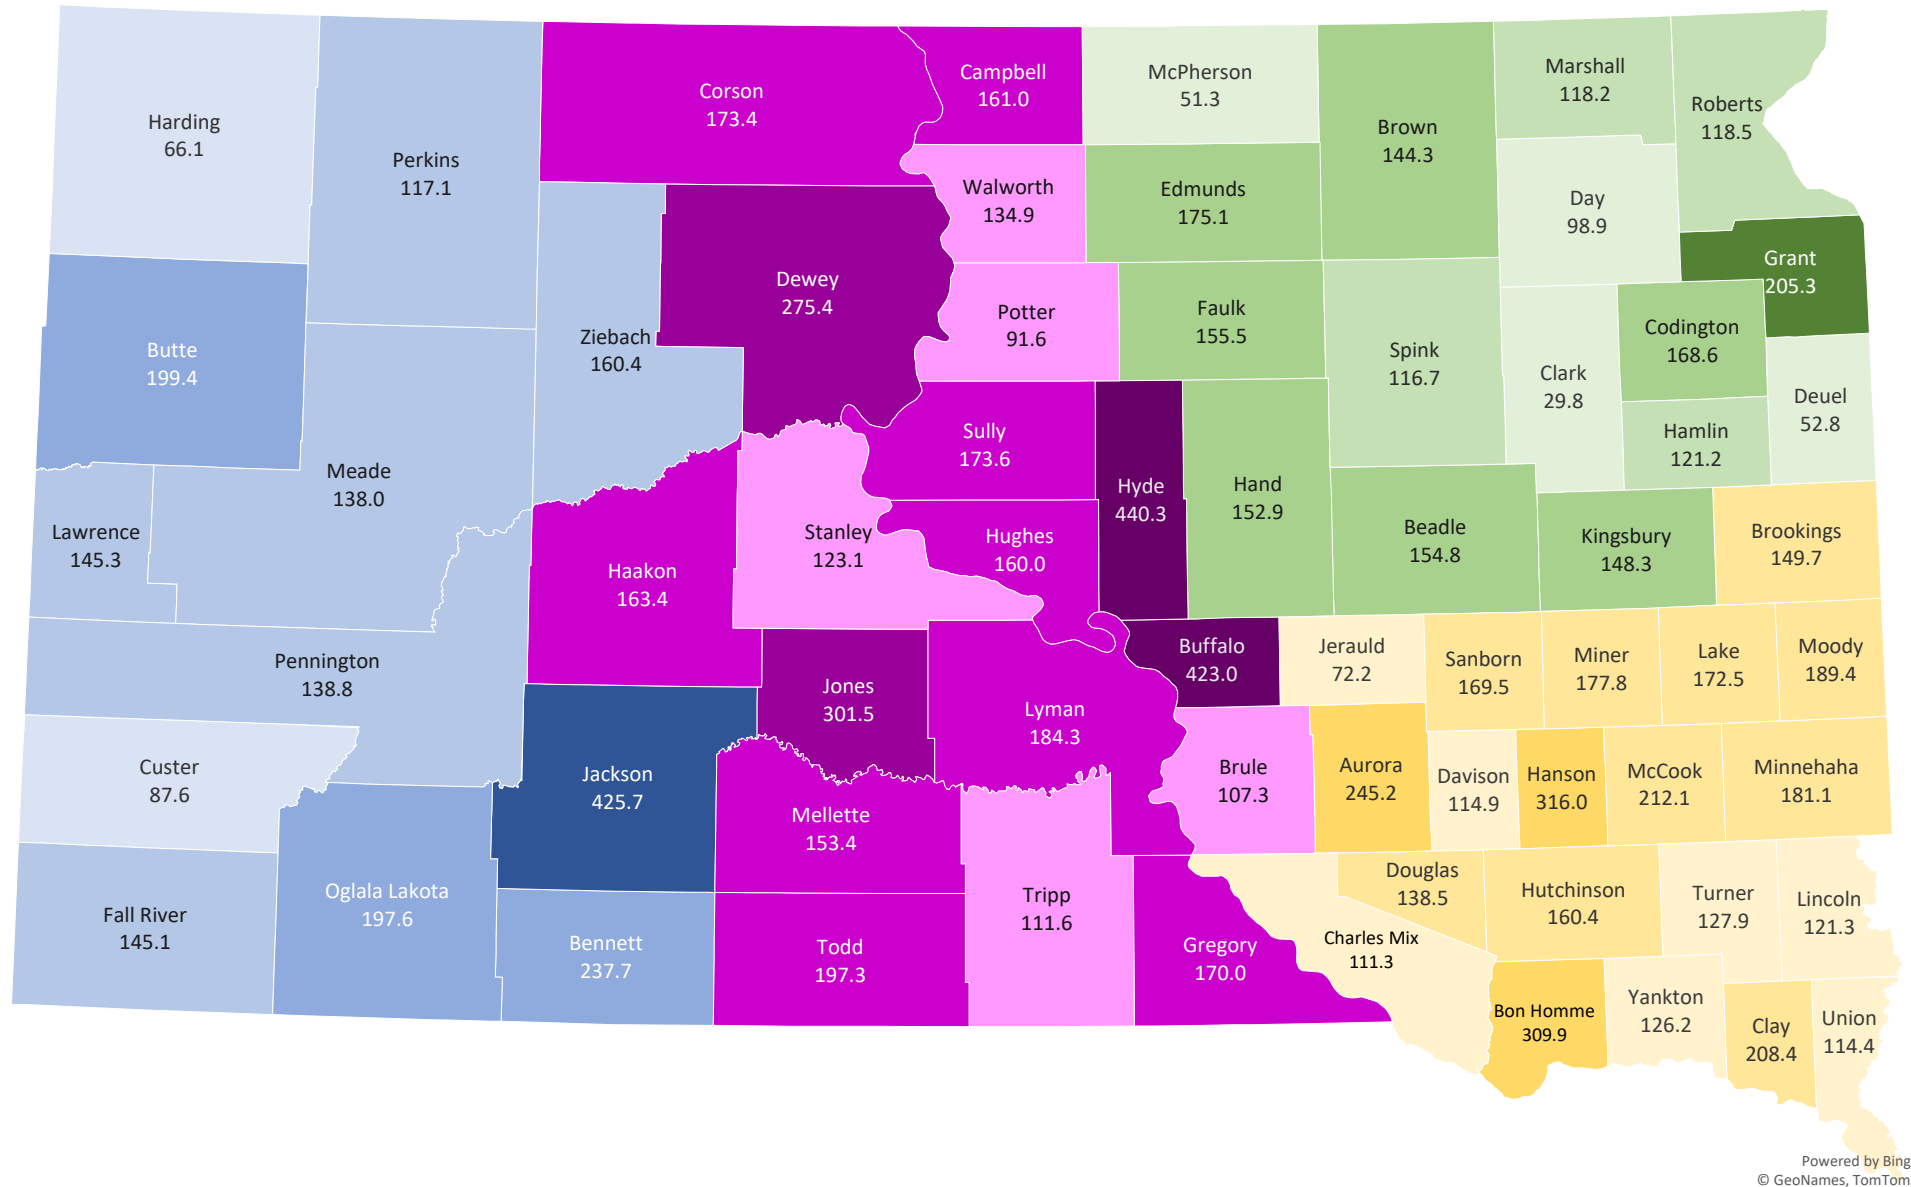 Harding
66.1
Perkins
117.1
Corson
173.4
Campbell
161.0
McPherson
51.3
Brown
144.3
Marshall
118.2
Roberts
118.5
Walworth
134.9
Edmunds
175.1
Day
98.9
Grant
205.3
Butte
199.4
Ziebach
160.4
Dewey
275.4
Potter
91.6
Faulk
155.5
Spink
116.7
Clark
29.8
Codington
168.6
Deuel
52.8
Hamlin
121.2
Lawrence
145.3
Meade
138.0
Sully
173.6
Hyde
440.3
Hand
152.9
Beadle
154.8
Kingsbury
148.3
Brookings
149.7
Haakon
163.4
Stanley
123.1
Hughes
160.0
Pennington
138.8
Jones
301.5
Lyman
184.3
Buffalo
423.0
Jerauld
72.2
Sanborn
169.5
Miner
177.8
Lake
172.5
Moody
189.4
Custer
87.6
Jackson
425.7
Mellette
153.4
Brule
107.3
Aurora
245.2
Davison
114.9
Hanson
316.0
McCook
212.1
Minnehaha
181.1
Fall River
145.1
Oglala Lakota
197.6
Bennett
237.7
Todd
197.3
Tripp
111.6
Gregory
170.0
Charles Mix
111.3
Douglas
138.5
Hutchinson
160.4
Turner
127.9
Lincoln
121.3
Bon Homme
309.9
Yankton
126.2
Clay
208.4
Union
114.4
Powered by Bing
© GeoNames, TomTom